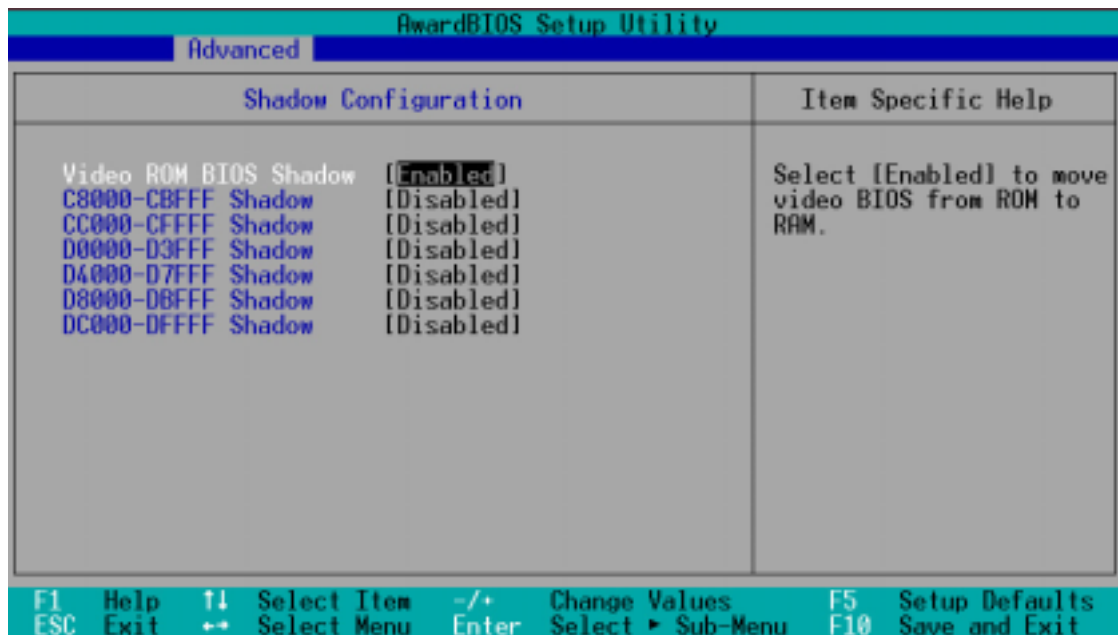 AwardBIOS Setup Utility
Advanced
Shadow Configuration
Item Specific Help
Video ROM BIOS Shadow [Enabled]
C8000-CBFFF Shadow [Disabled]
CC000-CFFFF Shadow [Disabled]
D0000-D3FFF Shadow [Disabled]
D4000-D7FFF Shadow [Disabled]
D8000-DBFFF Shadow [Disabled]
DC000-DFFFF Shadow [Disabled]
Select [Enabled] to move
video BIOS from ROM to
RAM.
F1 Help ↑↓ Select Item -/+ Change Values F5 Setup Defaults
ESC Exit ←→ Select Menu Enter Select ► Sub-Menu F10 Save and Exit